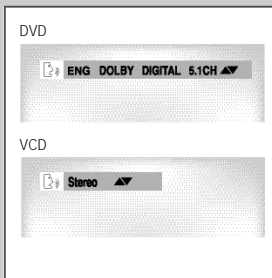 DVD
ENG DOLBY DIGITAL 5.1CH ▲▼
VCD
Stereo ▲▼